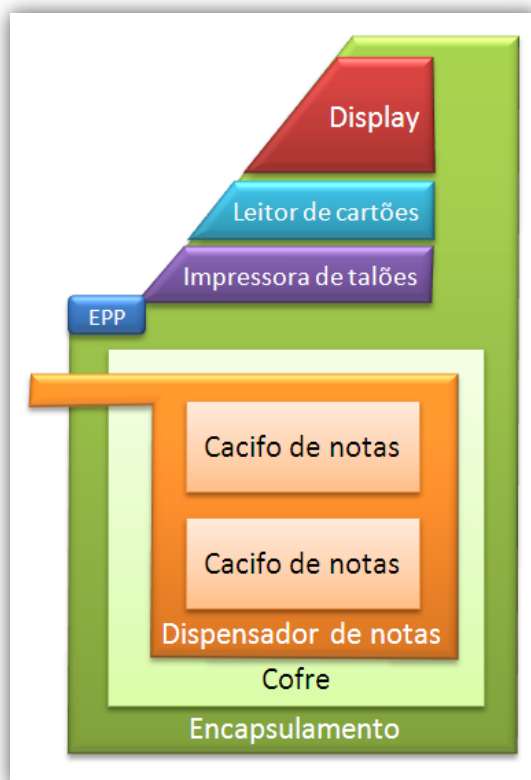 Display
Leitor de cartões
Impressora de talões
EPP
Cacifo de notas
Cacifo de notas
Dispensador de notas
Cofre
Encapsulamento